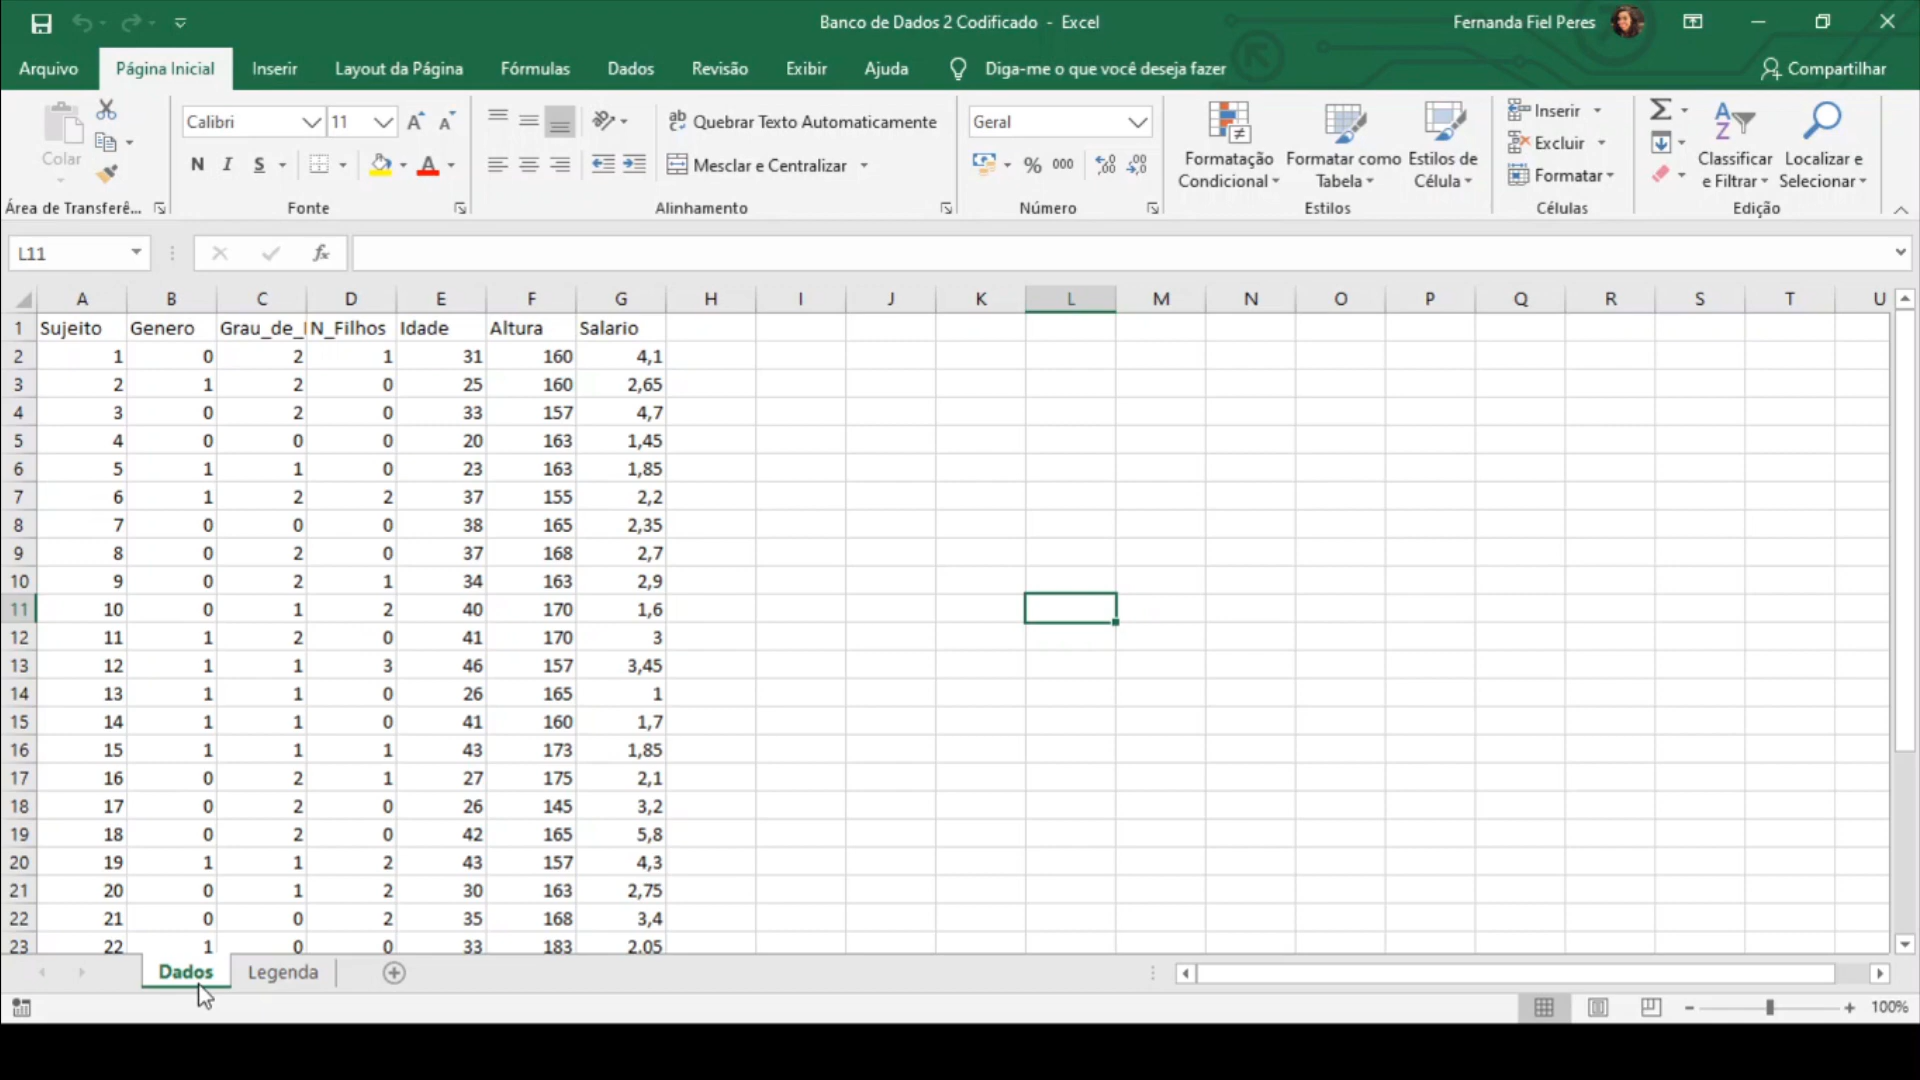 Banco de Dados 2 Codificado - Excel
Fernanda Fiel Peres
Arquivo Página Inicial Inserir Layout da Página Fórmulas Dados Revisão Exibir Ajuda Diga-me o que você deseja fazer Compartilhar
Colar
Área de Transferê...
Calibri 11
N I S A
Fonte
Quebrar Texto Automaticamente
Mesclar e Centralizar
Alinhamento
Geral
% 000
Número
Formatação Condicional
Formatar como Tabela
Estilos de Célula
Estilos
Inserir
Excluir
Formatar
Células
Classificar e Filtrar
Localizar e Selecionar
Edição
L11 fx
A B C D E F G H I J K L M N O P Q R S T U
1 Sujeito Genero Grau_de_I N_Filhos Idade Altura Salario
2 1 0 2 1 31 160 4,1
3 2 1 2 0 25 160 2,65
4 3 0 2 0 33 157 4,7
5 4 0 0 0 20 163 1,45
6 5 1 1 0 23 163 1,85
7 6 1 2 2 37 155 2,2
8 7 0 0 0 38 165 2,35
9 8 0 2 0 37 168 2,7
10 9 0 2 1 34 163 2,9
11 10 0 1 2 40 170 1,6
12 11 1 2 0 41 170 3
13 12 1 1 3 46 157 3,45
14 13 1 1 0 26 165 1
15 14 1 1 0 41 160 1,7
16 15 1 1 1 43 173 1,85
17 16 0 2 1 27 175 2,1
18 17 0 2 0 26 145 3,2
19 18 0 2 0 42 165 5,8
20 19 1 1 2 43 157 4,3
21 20 0 1 2 30 163 2,75
22 21 0 0 2 35 168 3,4
23 22 1 0 0 33 183 2,05
Dados Legenda
100%